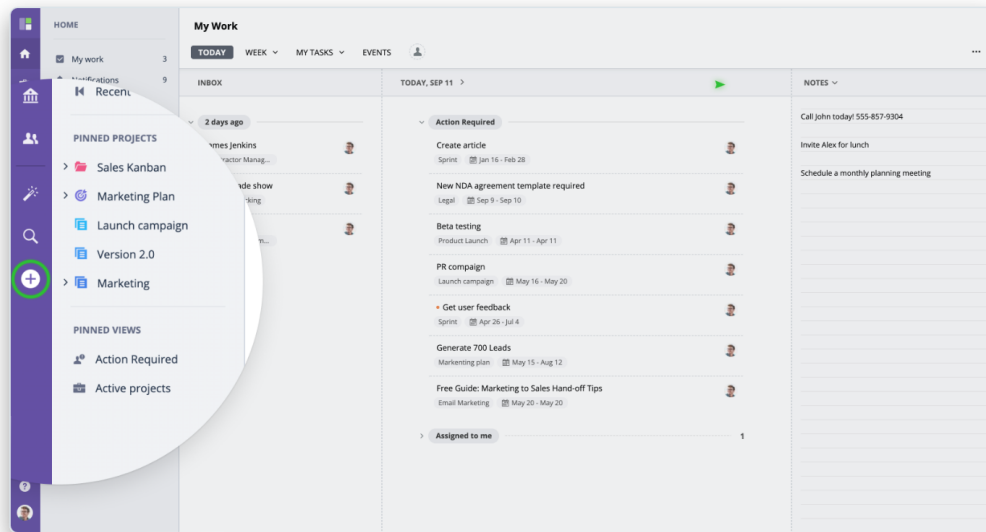 HOME
My work 3
Notifications 9
Recent
PINNED PROJECTS
Sales Kanban
Marketing Plan
Launch campaign
Version 2.0
Marketing
PINNED VIEWS
Action Required
Active projects
My Work
TODAY WEEK MY TASKS EVENTS
INBOX
2 days ago
ames Jenkins
ractor Manag...
ade show
king
m...
TODAY, SEP 11
Action Required
Create article
Sprint Jan 16 - Feb 28
New NDA agreement template required
Legal Sep 9 - Sep 10
Beta testing
Product Launch Apr 11 - Apr 11
PR compaign
Launch campaign May 16 - May 20
Get user feedback
Sprint Apr 26 - Jul 4
Generate 700 Leads
Markenting plan May 15 - Aug 12
Free Guide: Marketing to Sales Hand-off Tips
Email Marketing May 20 - May 20
Assigned to me 1
NOTES
Call John today! 555-857-9304
Invite Alex for lunch
Schedule a monthly planning meeting